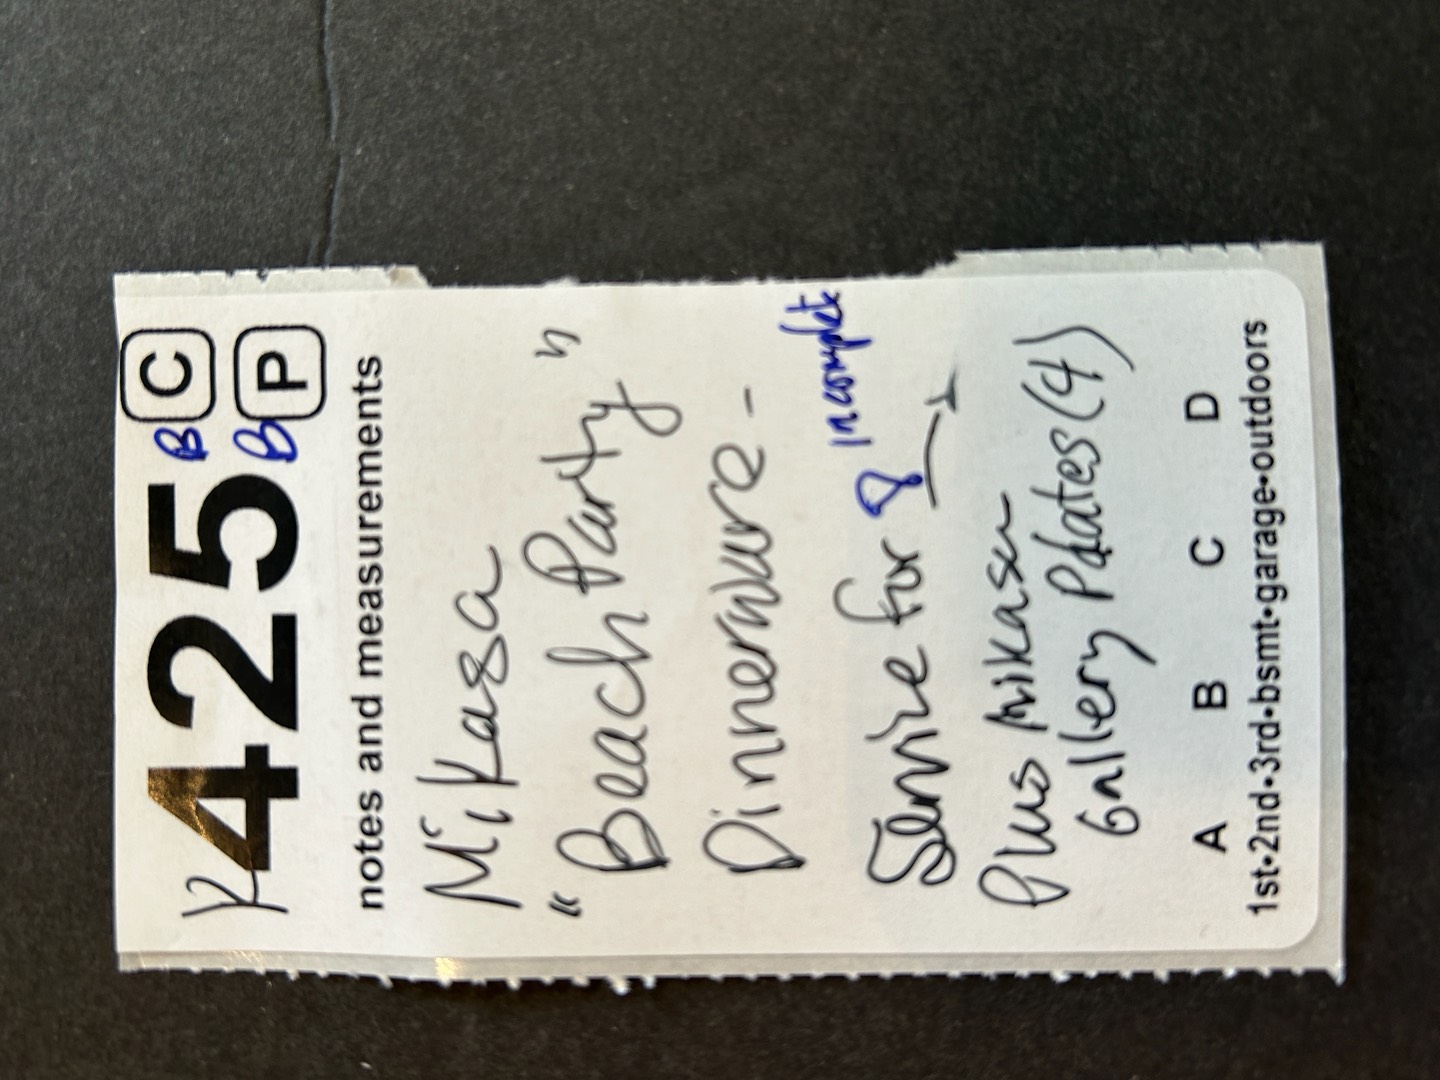 K425 B C
B P
notes and measurements
Mikasa
"Beach Party"
Dinnerware -
Service for 8 Incomplete
Plus Mikasa
Gallery Plates (4)
A B C D
1st•2nd•3rd•bsmt•garage•outdoors